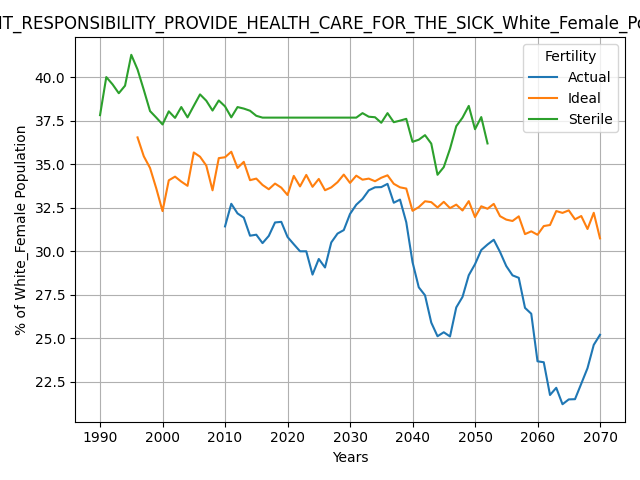 IT_RESPONSIBILITY_PROVIDE_HEALTH_CARE_FOR_THE_SICK_White_Female_Po
Fertility
Actual
Ideal
Sterile
% of White_Female Population
40.0
37.5
35.0
32.5
30.0
27.5
25.0
22.5
1990 2000 2010 2020 2030 2040 2050 2060 2070
Years